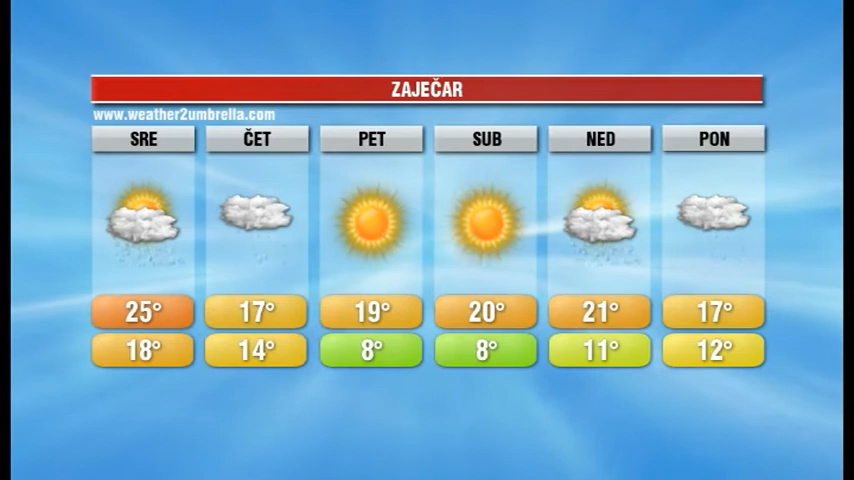 ZAJEČAR
www.weather2umbrella.com
SRE ČET PET SUB NED PON
25° 17° 19° 20° 21° 17°
18° 14° 8° 8° 11° 12°